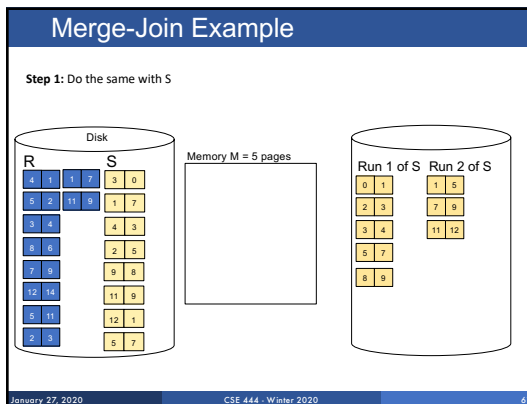 Merge-Join Example
Step 1: Do the same with S
Disk
R S
4 1 1 7 3 0
5 2 11 9 1 7
3 4 4 3
8 6 2 5
7 9 9 8
12 14 11 9
5 11 12 1
2 3 5 7
Memory M = 5 pages
Run 1 of S Run 2 of S
0 1 1 5
2 3 7 9
3 4 11 12
5 7
8 9
January 27, 2020 CSE 444 - Winter 2020 6